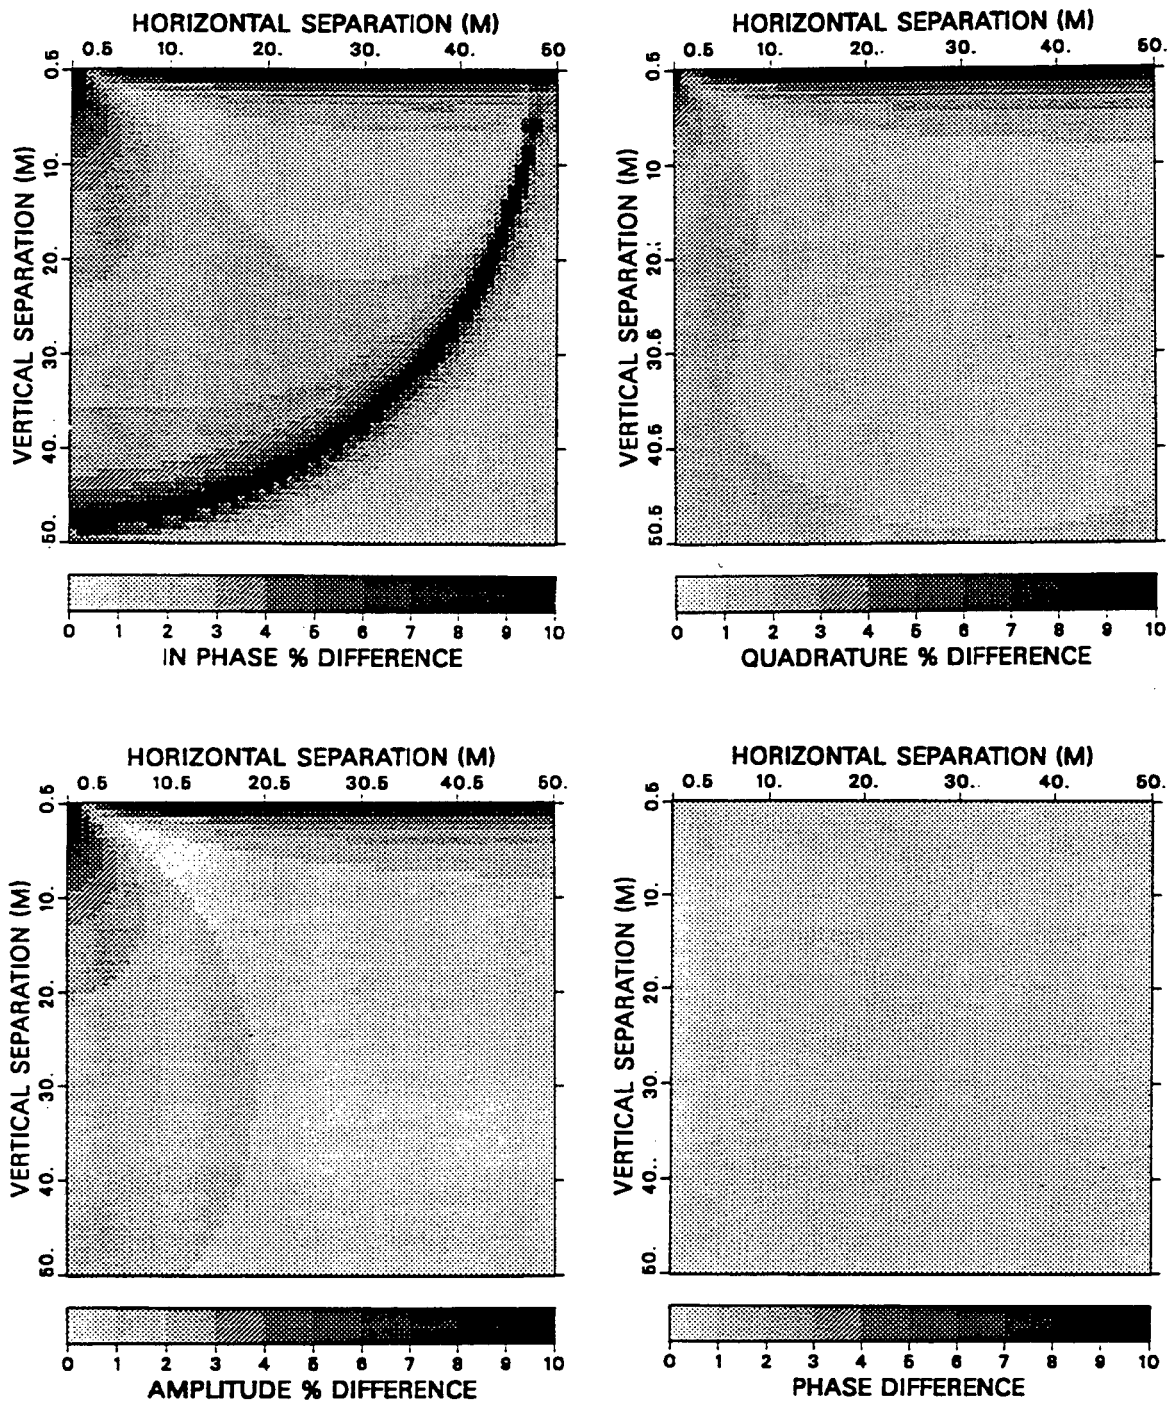 HORIZONTAL SEPARATION (M)
0.5 10. 20. 30. 40. 50
VERTICAL SEPARATION (M)
0.5
10.
20.
30.
40.
50.
0 1 2 3 4 5 6 7 8 9 10
IN PHASE % DIFFERENCE
HORIZONTAL SEPARATION (M)
0.5 10. 20. 30. 40. 50.
VERTICAL SEPARATION (M)
0.5
10
20.
30.5
40.5
50.5
0 1 2 3 4 5 6 7 8 9 10
QUADRATURE % DIFFERENCE
HORIZONTAL SEPARATION (M)
0.5 10.5 20.5 30.5 40.5 50.
VERTICAL SEPARATION (M)
0.5
10.
20.
30.
40.
50.
0 1 2 3 4 5 6 7 8 9 10
AMPLITUDE % DIFFERENCE
HORIZONTAL SEPARATION (M)
0.5 10. 20. 30. 40. 50.
VERTICAL SEPARATION (M)
0.5
10.
20.
30.
40.
50.
0 1 2 3 4 5 6 7 8 9 10
PHASE DIFFERENCE